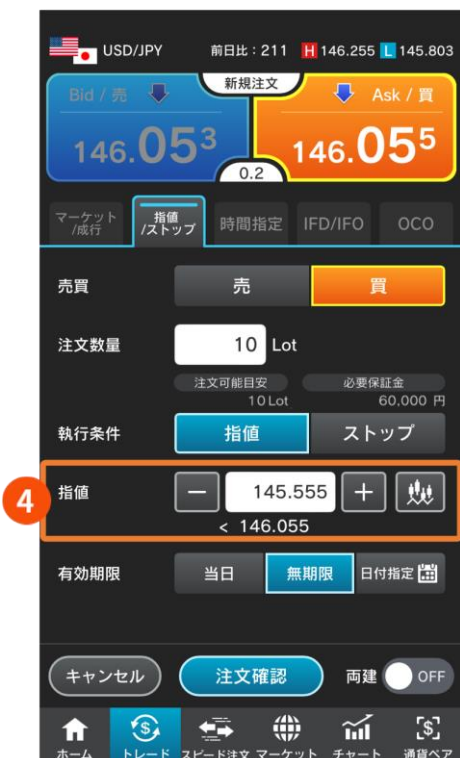 USD/JPY 前日比：211 H 146.255 L 145.803
Bid / 売 新規注文 Ask / 買
146.053 146.055
0.2
マーケット/成行 指値/ストップ 時間指定 IFD/IFO OCO
売買 売 買
注文数量 10 Lot
注文可能目安 必要保証金
10 Lot 60,000 円
執行条件 指値 ストップ
4 指値 − 145.555 +
< 146.055
有効期限 当日 無期限 日付指定
キャンセル 注文確認 両建 OFF
ホーム トレード スピード注文 マーケット チャート 通貨ペア